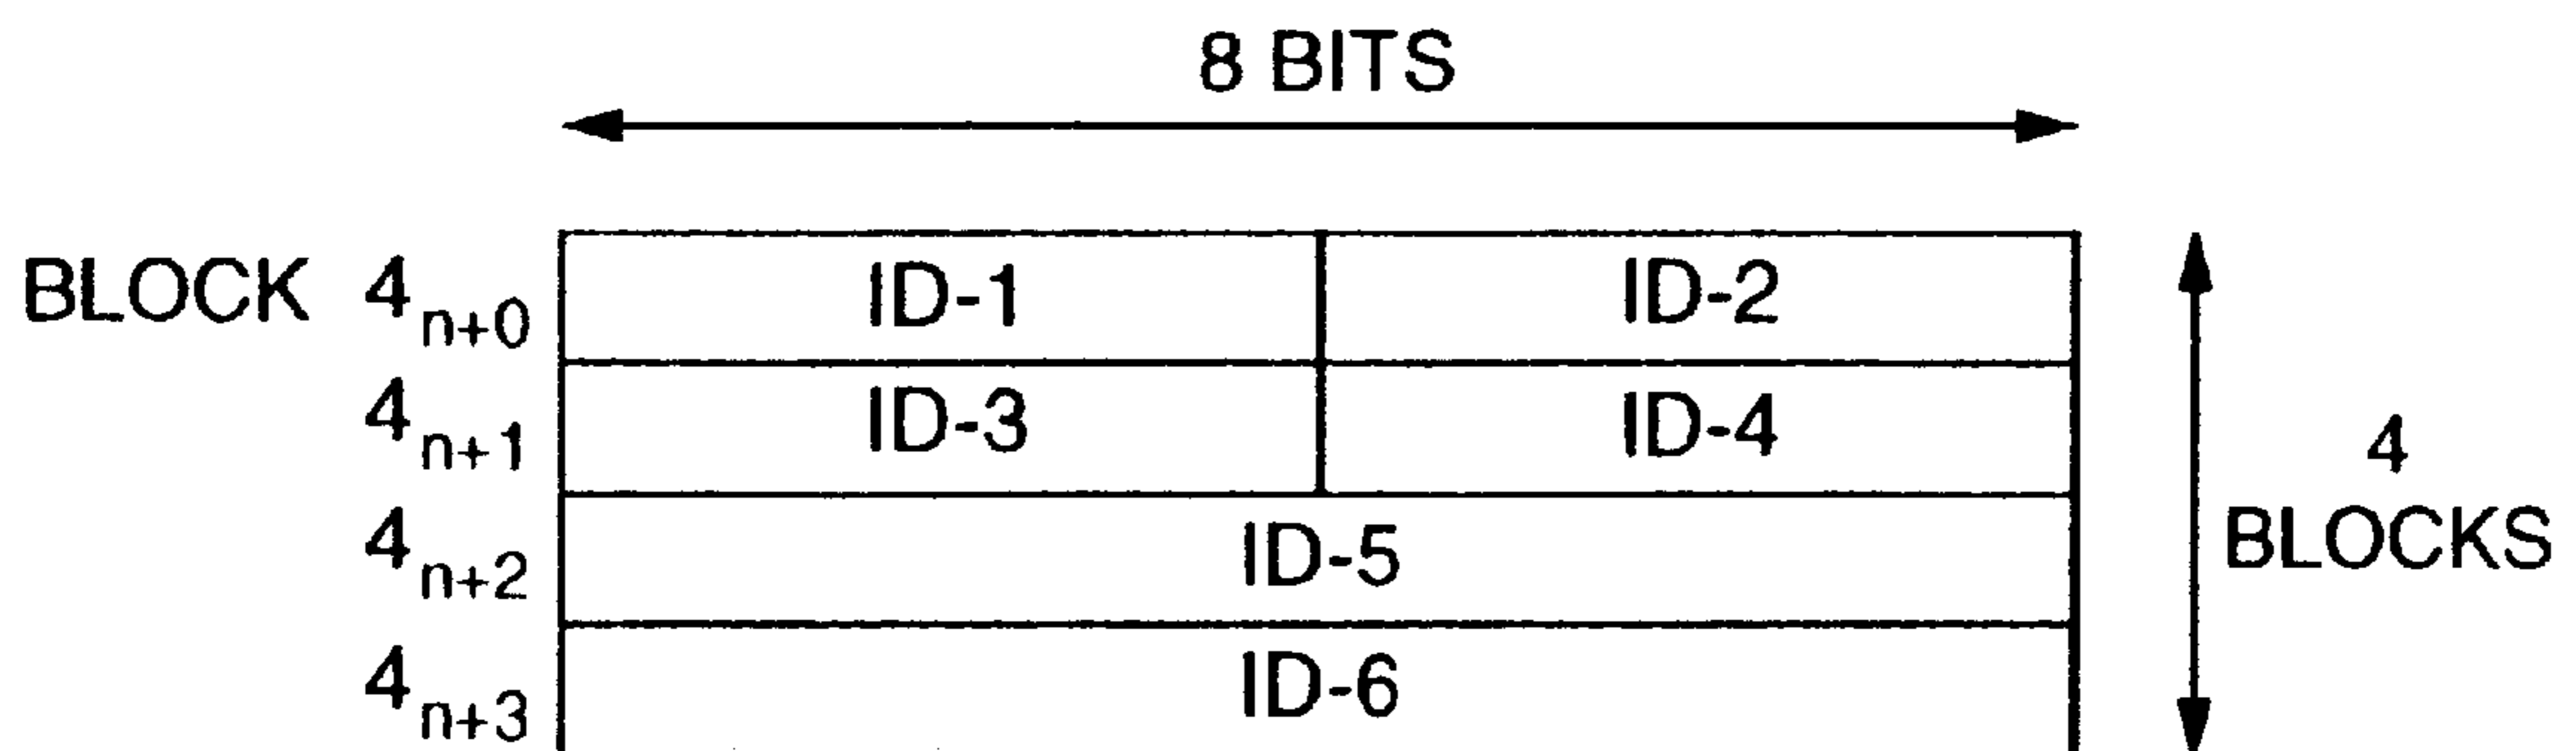 8 BITS
BLOCK 4n+0 ID-1 ID-2
4n+1 ID-3 ID-4
4n+2 ID-5
4n+3 ID-6
4
BLOCKS